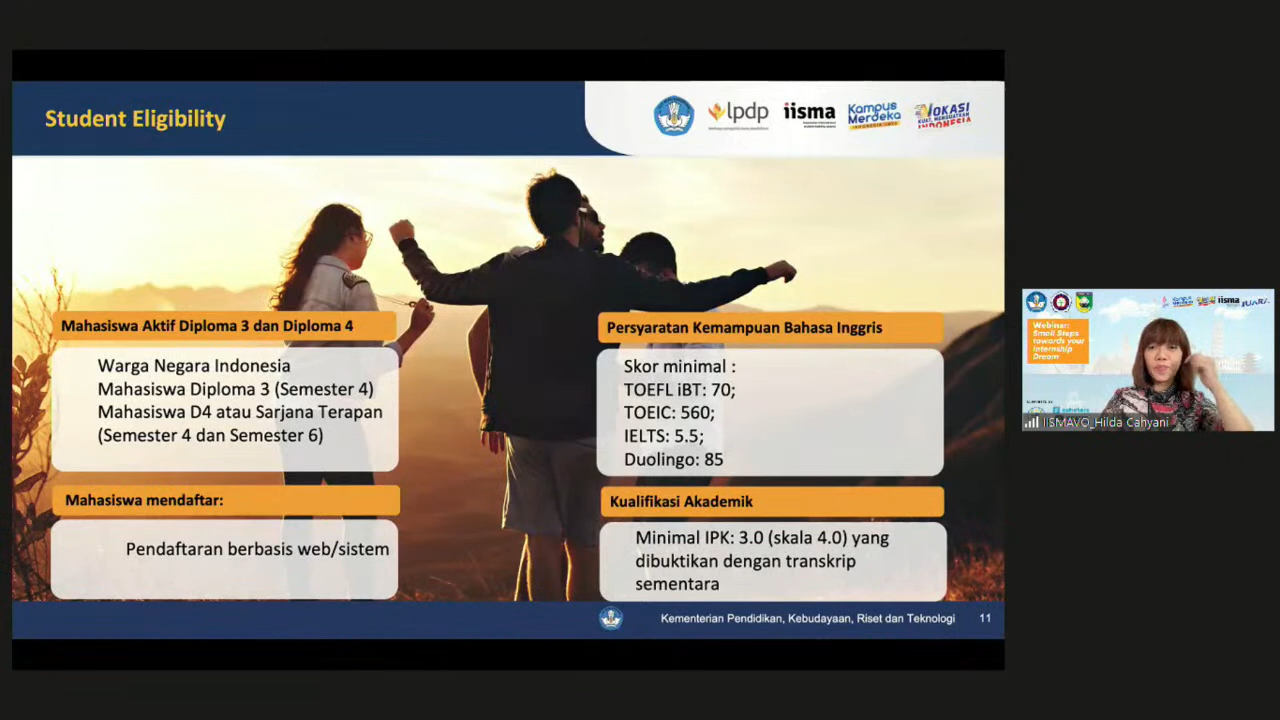 Student Eligibility
lpdp
iisma
Kampus
Merdeka
INDONESIA JAYA
VOKASI
KUAT, MENGUATKAN
INDONESIA
Mahasiswa Aktif Diploma 3 dan Diploma 4
Warga Negara Indonesia
Mahasiswa Diploma 3 (Semester 4)
Mahasiswa D4 atau Sarjana Terapan
(Semester 4 dan Semester 6)
Mahasiswa mendaftar:
Pendaftaran berbasis web/sistem
Persyaratan Kemampuan Bahasa Inggris
Skor minimal :
TOEFL iBT: 70;
TOEIC: 560;
IELTS: 5.5;
Duolingo: 85
Kualifikasi Akademik
Minimal IPK: 3.0 (skala 4.0) yang
dibuktikan dengan transkrip
sementara
Kementerian Pendidikan, Kebudayaan, Riset dan Teknologi 11
iisma
Webinar:
Small Steps
towards your
Internship
Dream
IISMAVO_Hilda Cahyani